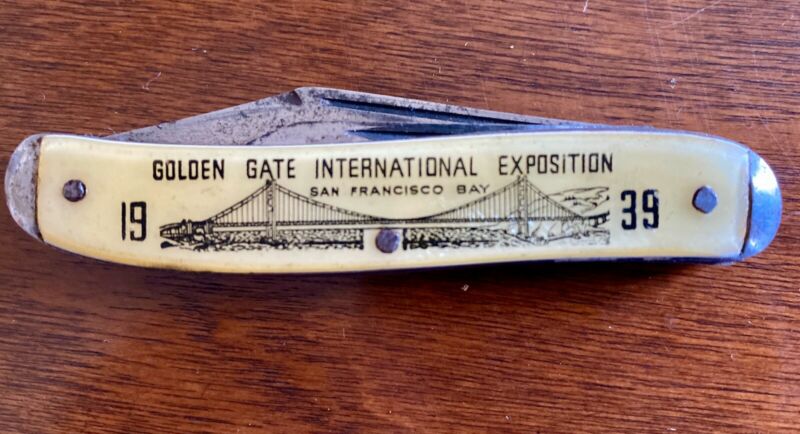 GOLDEN GATE INTERNATIONAL EXPOSITION
SAN FRANCISCO BAY
19 39